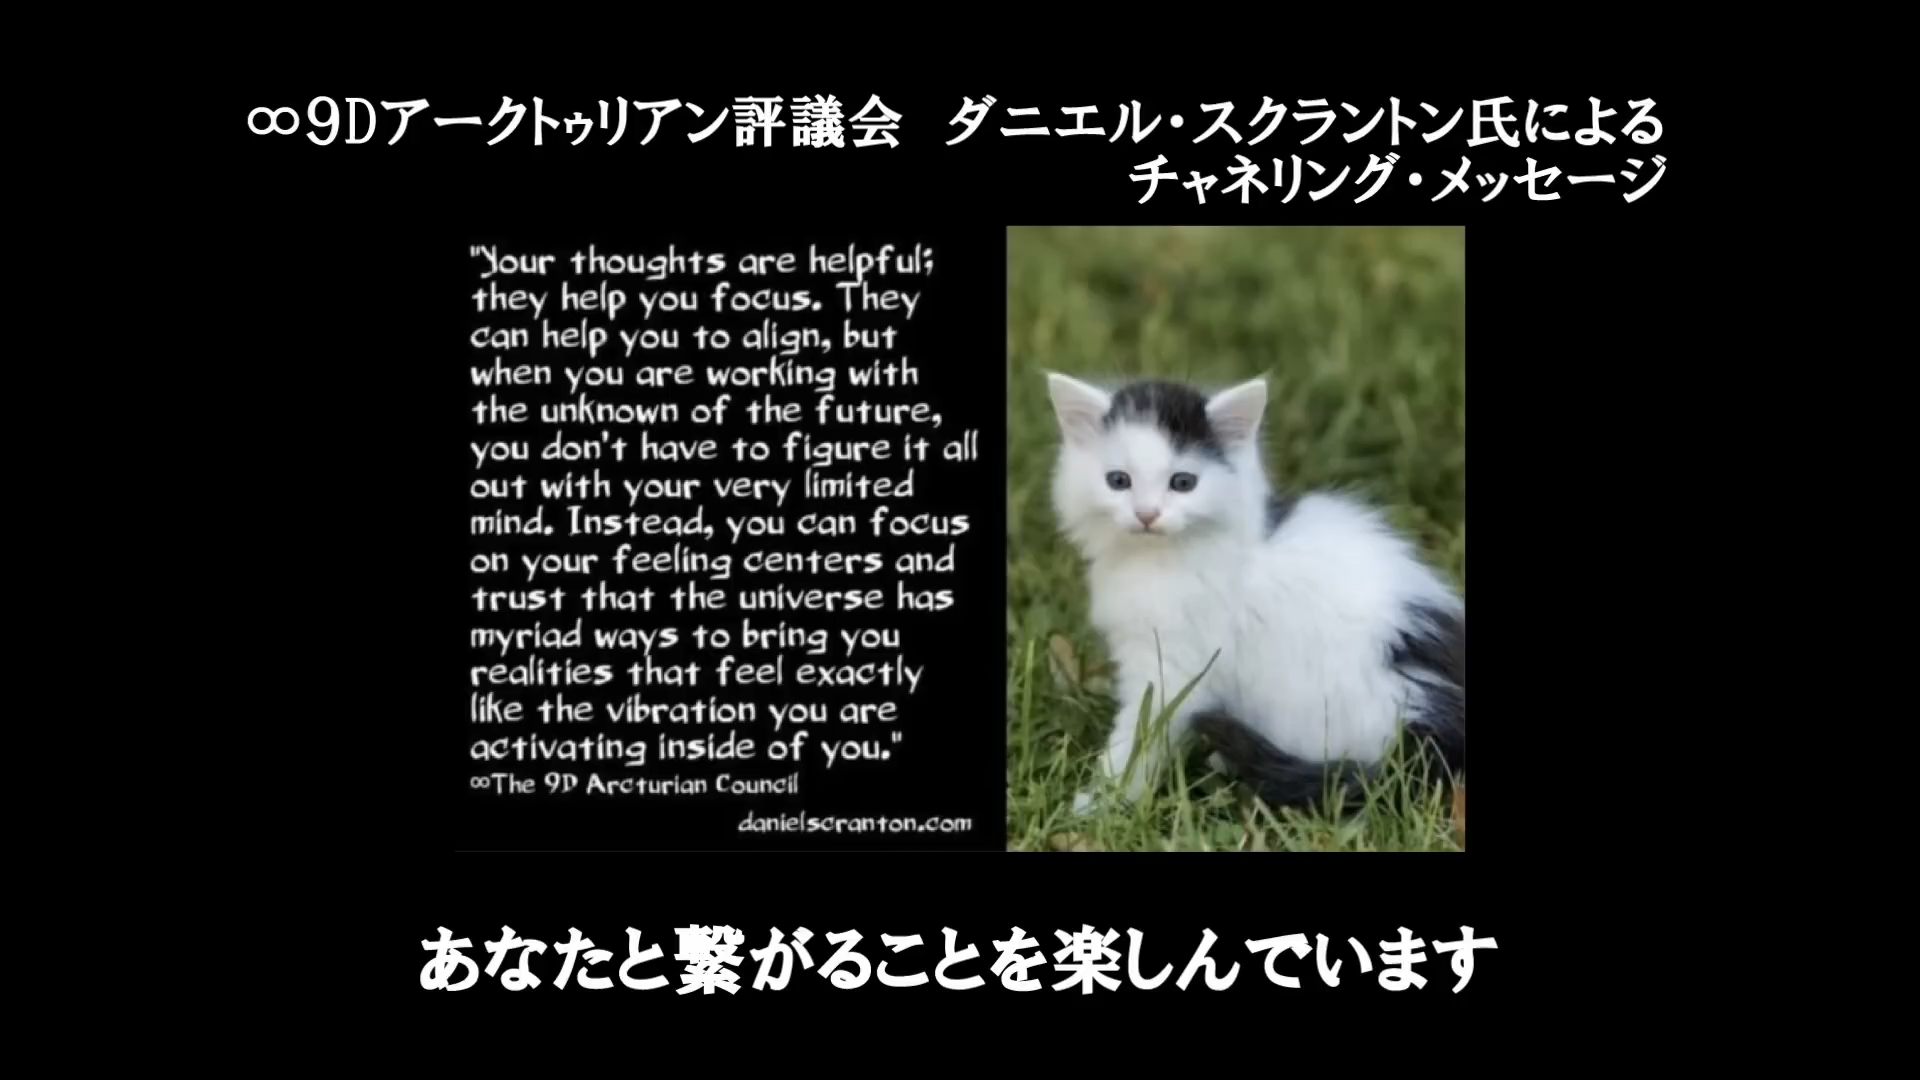 ∞9Dアークトゥリアン評議会　ダニエル・スクラントン氏による
チャネリング・メッセージ
"Your thoughts are helpful;
they help you focus. They
can help you to align, but
when you are working with
the unknown of the future,
you don't have to figure it all
out with your very limited
mind. Instead, you can focus
on your feeling centers and
trust that the universe has
myriad ways to bring you
realities that feel exactly
like the vibration you are
activating inside of you."
∞The 9D Arcturian Council
danielscranton.com
あなたと繋がることを楽しんでいます